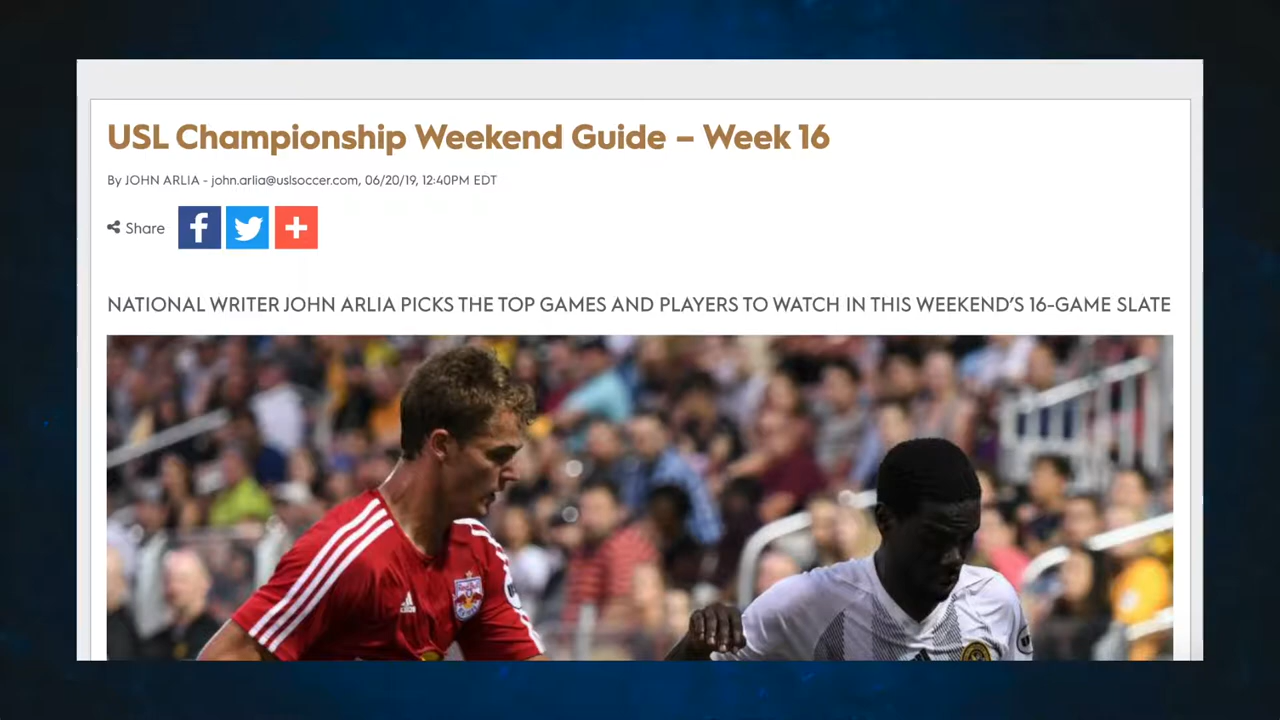 USL Championship Weekend Guide – Week 16
By JOHN ARLIA - john.arlia@uslsoccer.com, 06/20/19, 12:40PM EDT
Share
NATIONAL WRITER JOHN ARLIA PICKS THE TOP GAMES AND PLAYERS TO WATCH IN THIS WEEKEND'S 16-GAME SLATE
adidas